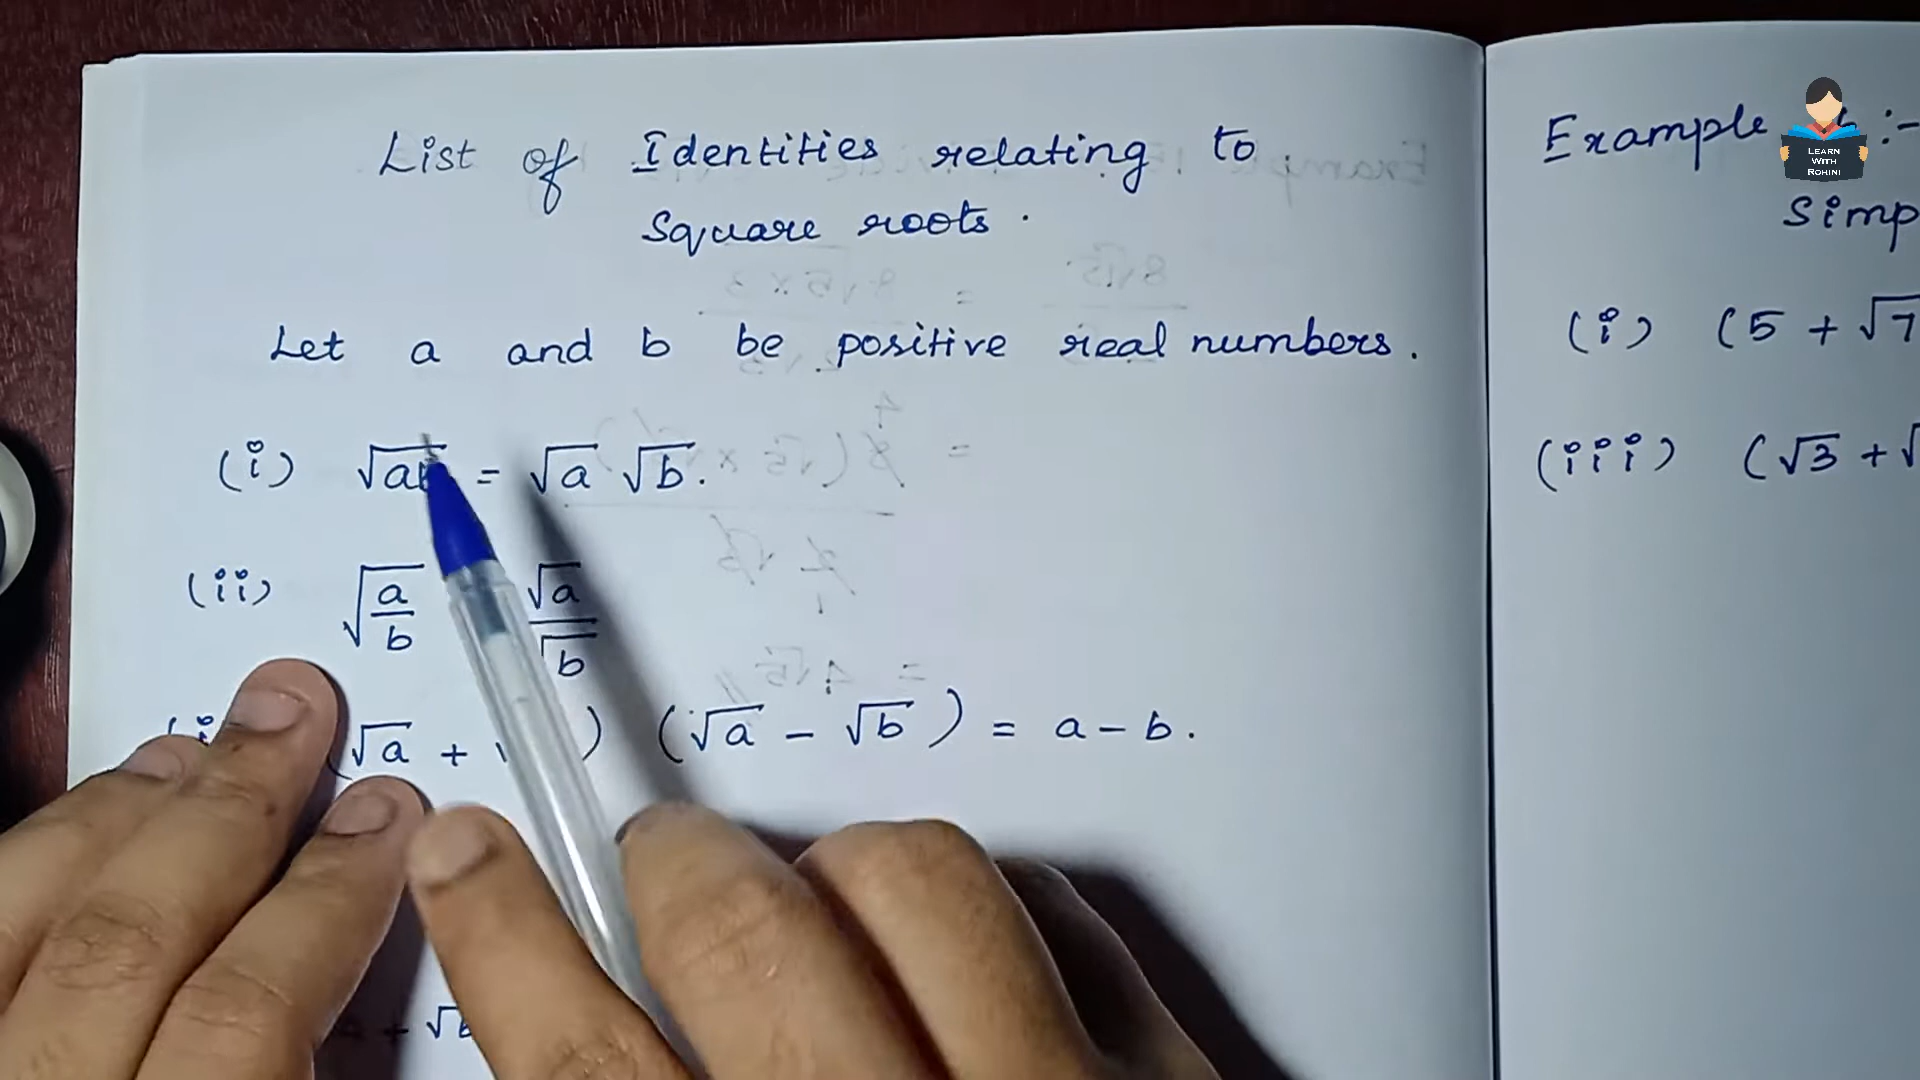 List of Identities relating to
Square roots.
Let a and b be positive real numbers.
(i) √ab = √a √b.
(ii) √(a/b) √a/√b
√a + ) (√a - √b) = a - b.
Example :-
Simp
(i) (5 + √7
(iii) (√3 + √
LEARN
WITH
ROHINI